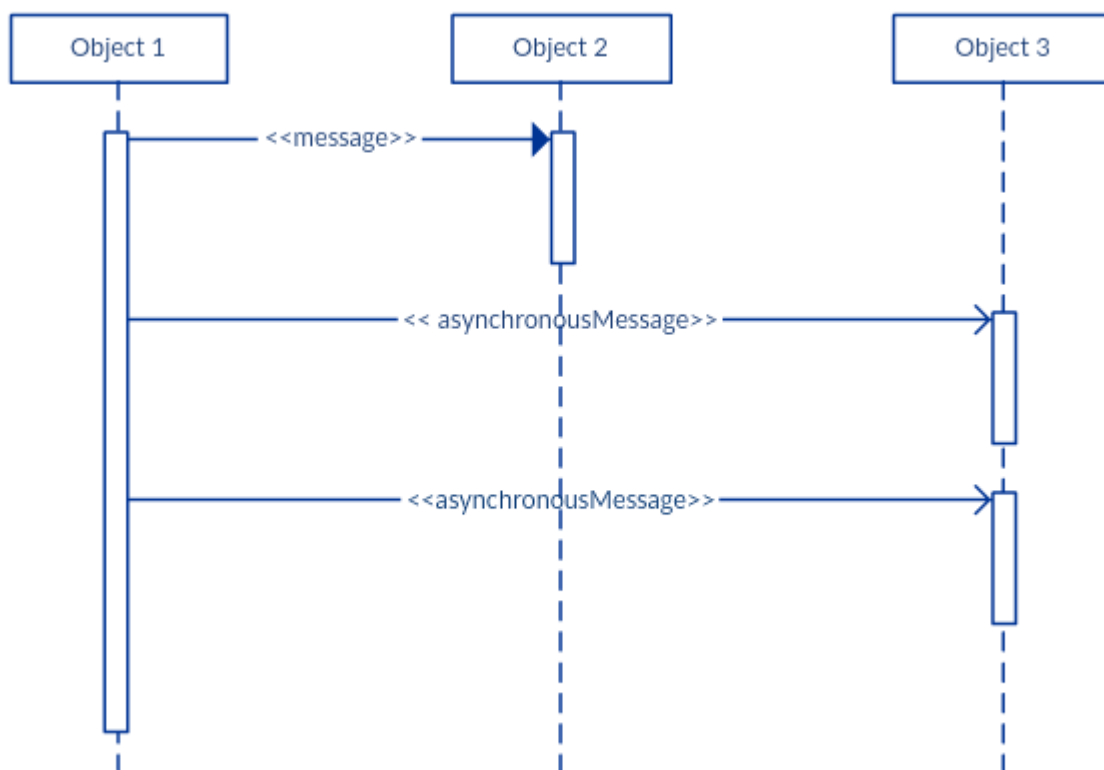 Object 1
Object 2
Object 3
<<message>>
<< asynchronousMessage>>
<<asynchronousMessage>>